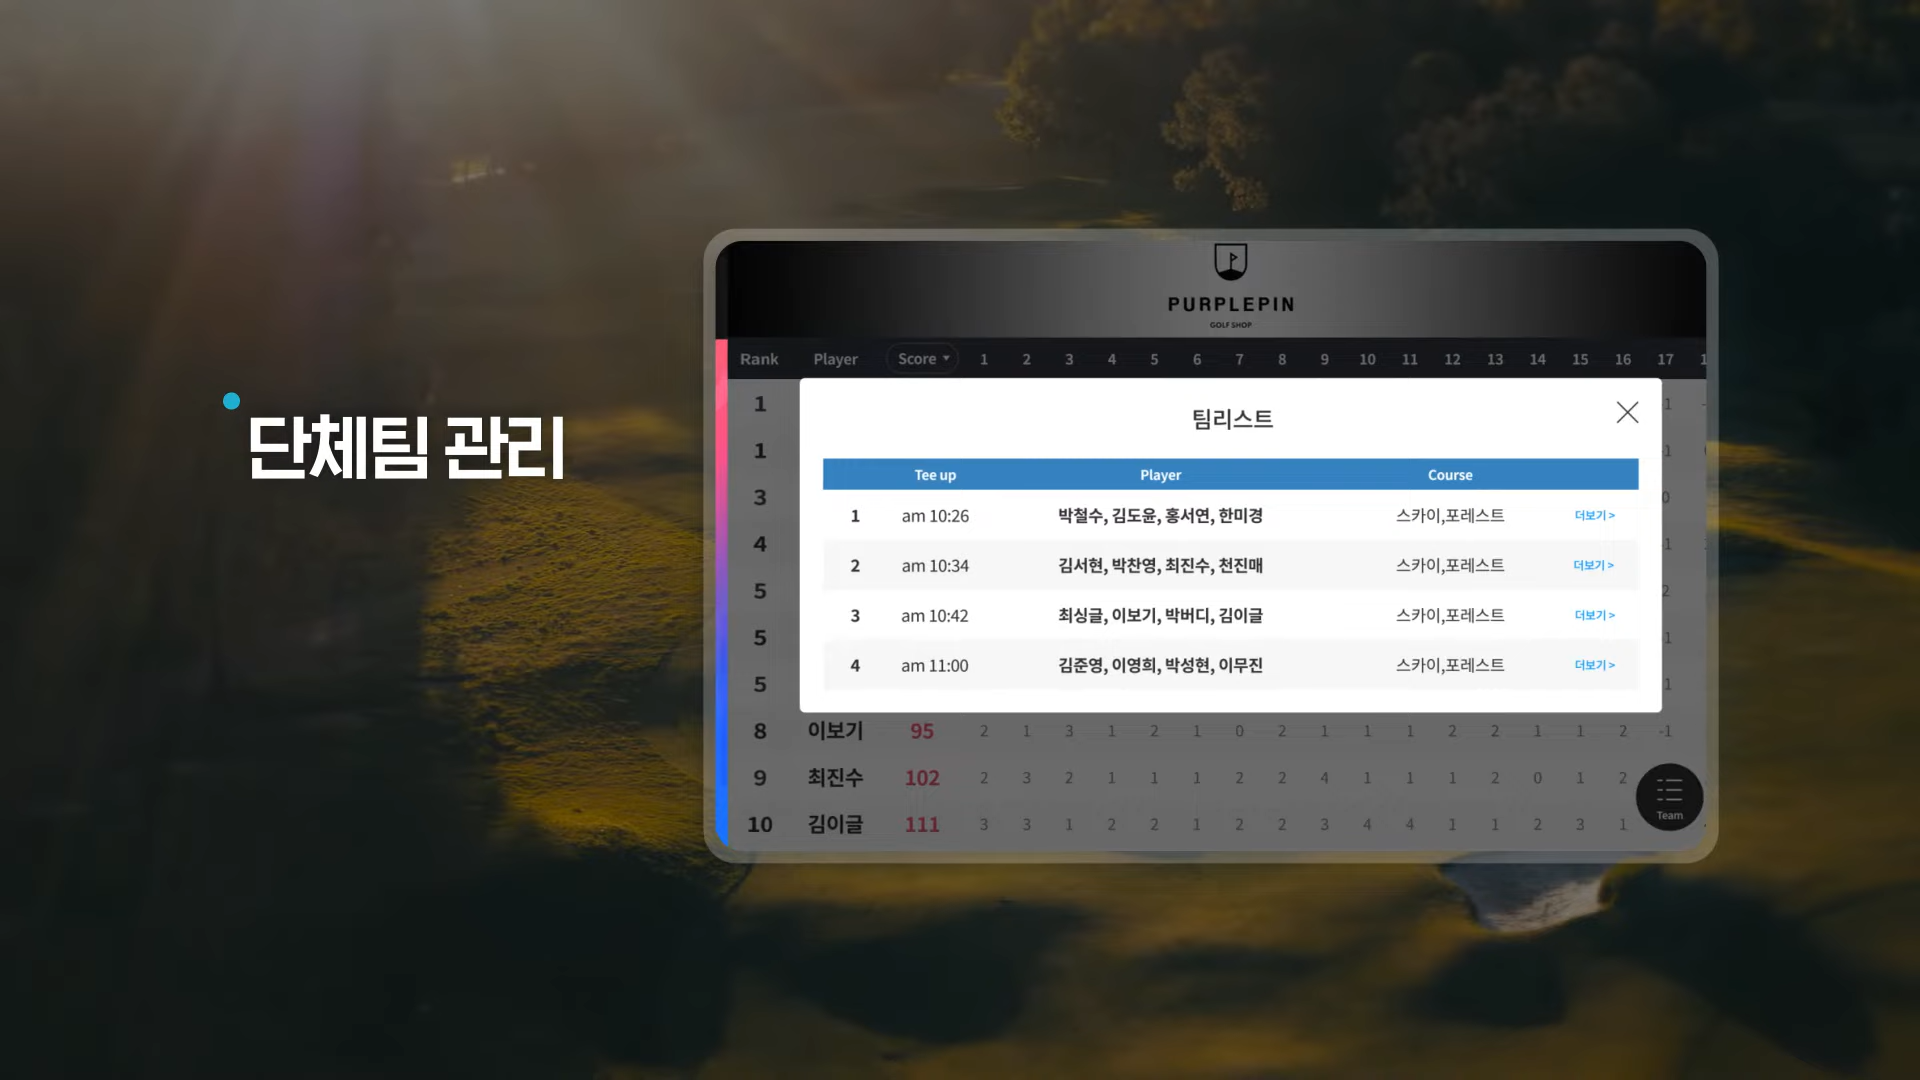 단체팀 관리
PURPLEPIN
GOLF SHOP
Rank Player Score 1 2 3 4 5 6 7 8 9 10 11 12 13 14 15 16 17
팀리스트
Tee up Player Course
1 am 10:26 박철수, 김도윤, 홍서연, 한미경 스카이,포레스트 더보기 >
2 am 10:34 김서현, 박찬영, 최진수, 천진매 스카이,포레스트 더보기 >
3 am 10:42 최싱글, 이보기, 박버디, 김이글 스카이,포레스트 더보기 >
4 am 11:00 김준영, 이영희, 박성현, 이무진 스카이,포레스트 더보기 >
1
1
3
4
5
5
5
8 이보기 95 2 1 3 1 2 1 0 2 1 1 1 2 2 1 1 2 -1
9 최진수 102 2 3 2 1 1 1 2 2 4 1 1 1 2 0 1 2
10 김이글 111 3 3 1 2 2 1 2 2 3 4 4 1 1 2 3 1
Team